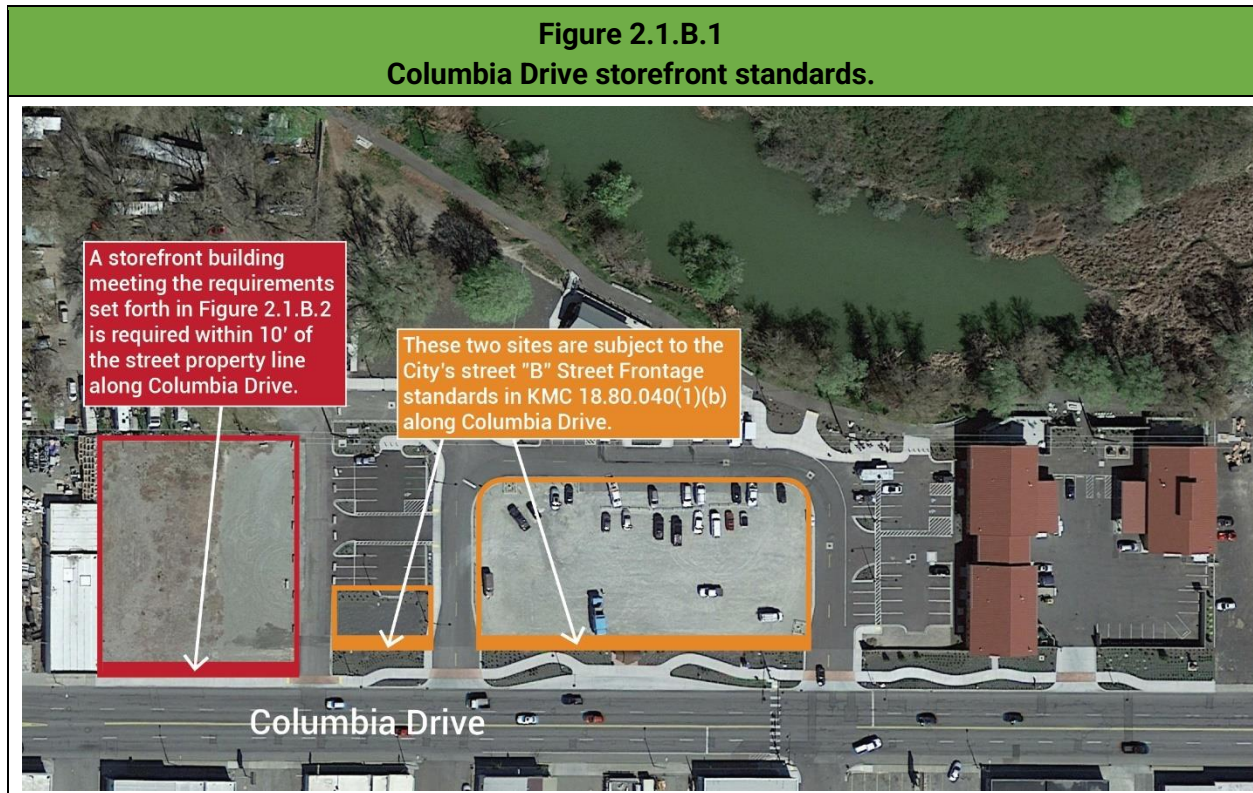 Figure 2.1.B.1
Columbia Drive storefront standards.
A storefront building
meeting the requirements
set forth in Figure 2.1.B.2
is required within 10' of
the street property line
along Columbia Drive.
These two sites are subject to the
City's street "B" Street Frontage
standards in KMC 18.80.040(1)(b)
along Columbia Drive.
Columbia Drive